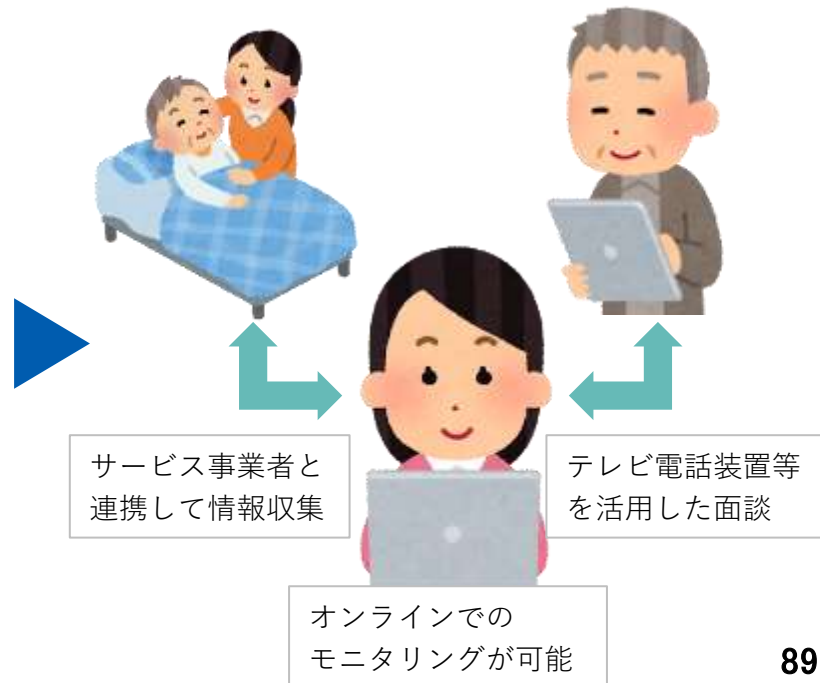 サービス事業者と
連携して情報収集
テレビ電話装置等
を活用した面談
オンラインでの
モニタリングが可能
89